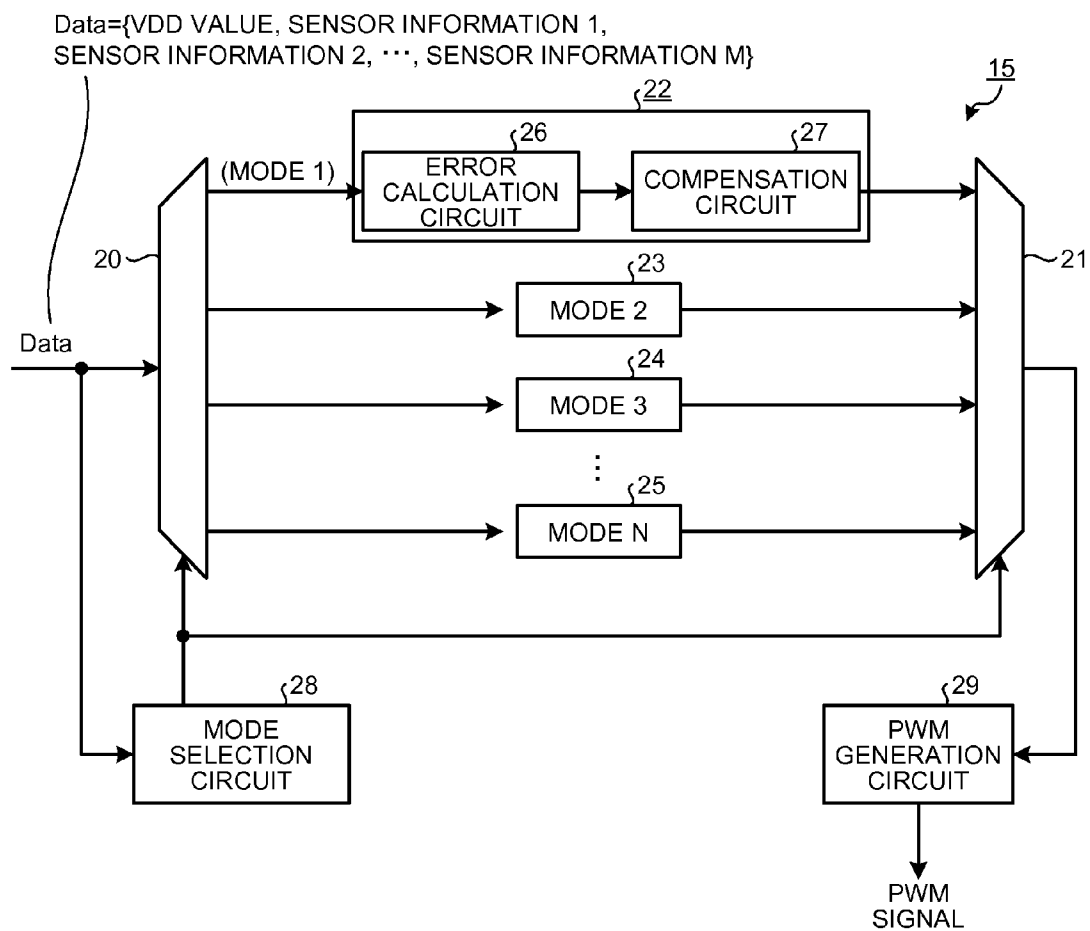 Data={VDD VALUE, SENSOR INFORMATION 1,
SENSOR INFORMATION 2, ···, SENSOR INFORMATION M}
15
22
26
27
(MODE 1)
ERROR
CALCULATION
CIRCUIT
COMPENSATION
CIRCUIT
20
21
23
MODE 2
Data
24
MODE 3
⋮
25
MODE N
28
MODE
SELECTION
CIRCUIT
29
PWM
GENERATION
CIRCUIT
PWM
SIGNAL